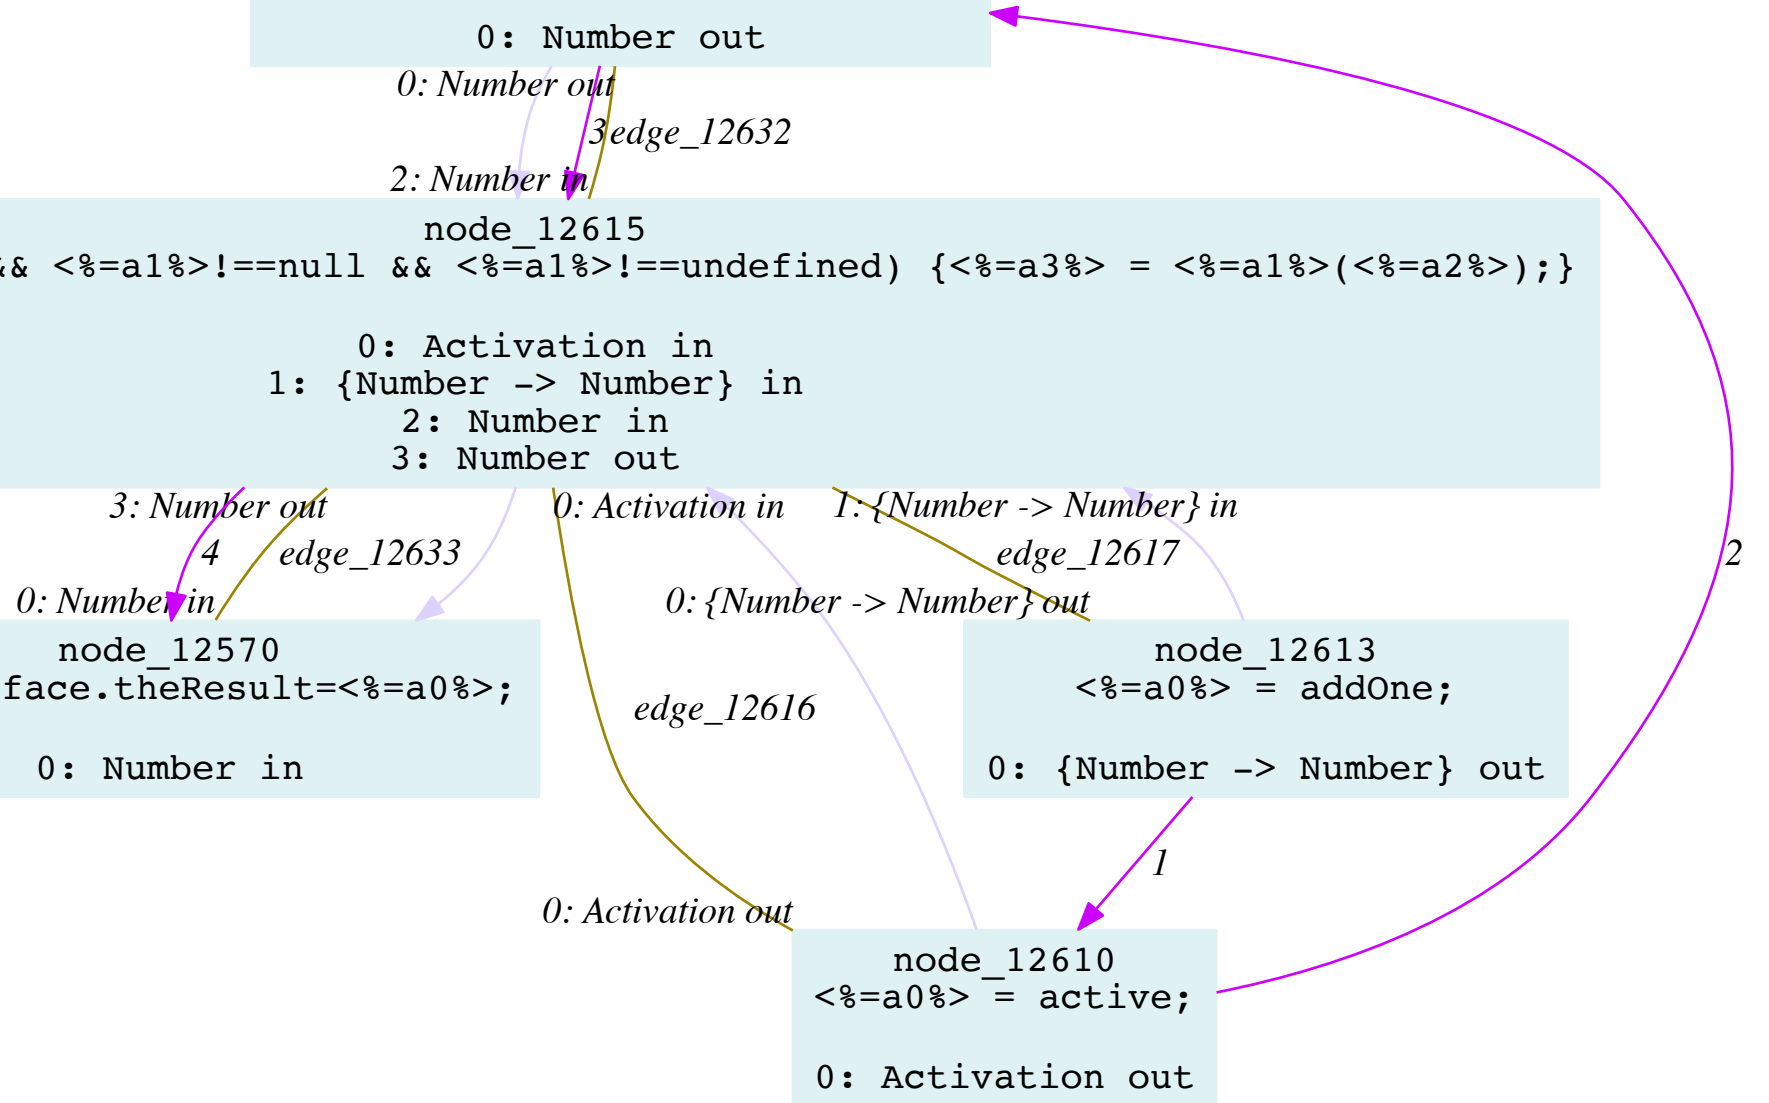 0: Number out
0: Number out
3 edge_12632
2: Number in
node_12615
&& <%=a1%>!==null && <%=a1%>!==undefined) {<%=a3%> = <%=a1%>(<%=a2%>);}
0: Activation in
1: {Number -> Number} in
2: Number in
3: Number out
3: Number out
0: Activation in
1: {Number -> Number} in
4
edge_12633
edge_12617
2
0: Number in
0: {Number -> Number} out
node_12570
face.theResult=<%=a0%>;
0: Number in
edge_12616
node_12613
<%=a0%> = addOne;
0: {Number -> Number} out
1
0: Activation out
node_12610
<%=a0%> = active;
0: Activation out